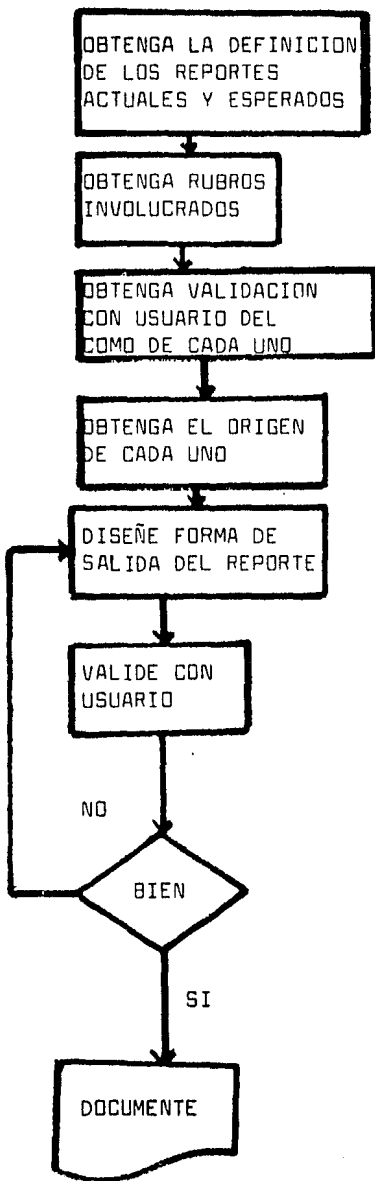 OBTENGA LA DEFINICION
DE LOS REPORTES
ACTUALES Y ESPERADOS
OBTENGA RUBROS
INVOLUCRADOS
OBTENGA VALIDACION
CON USUARIO DEL
COMO DE CADA UNO
OBTENGA EL ORIGEN
DE CADA UNO
DISEÑE FORMA DE
SALIDA DEL REPORTE
VALIDE CON
USUARIO
NO
BIEN
SI
DOCUMENTE